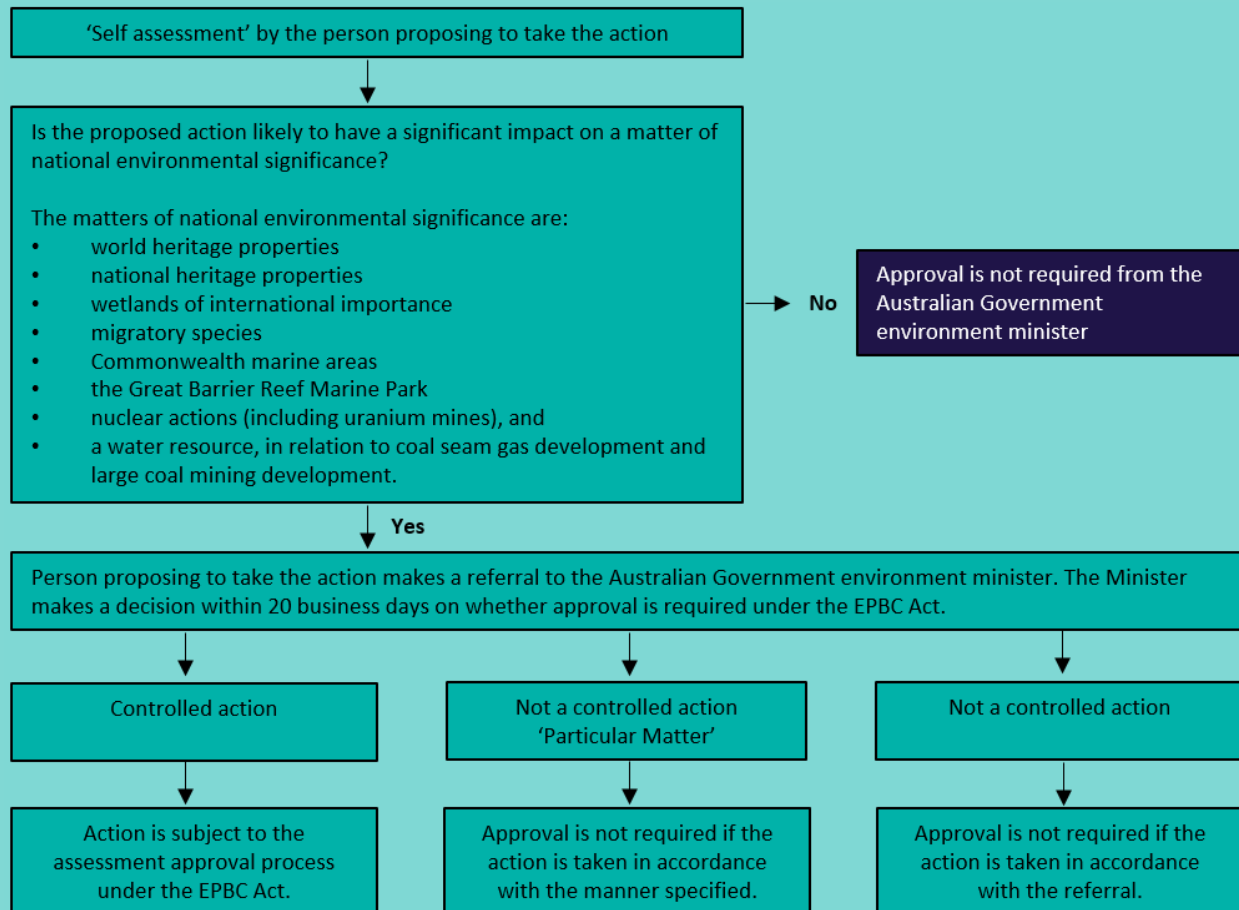 ‘Self assessment’ by the person proposing to take the action
Is the proposed action likely to have a significant impact on a matter of
national environmental significance?
The matters of national environmental significance are:
• world heritage properties
• national heritage properties
• wetlands of international importance
• migratory species
• Commonwealth marine areas
• the Great Barrier Reef Marine Park
• nuclear actions (including uranium mines), and
• a water resource, in relation to coal seam gas development and
large coal mining development.
No
Approval is not required from the
Australian Government
environment minister
Yes
Person proposing to take the action makes a referral to the Australian Government environment minister. The Minister
makes a decision within 20 business days on whether approval is required under the EPBC Act.
Controlled action
Not a controlled action
‘Particular Matter’
Not a controlled action
Action is subject to the
assessment approval process
under the EPBC Act.
Approval is not required if the
action is taken in accordance
with the manner specified.
Approval is not required if the
action is taken in accordance
with the referral.